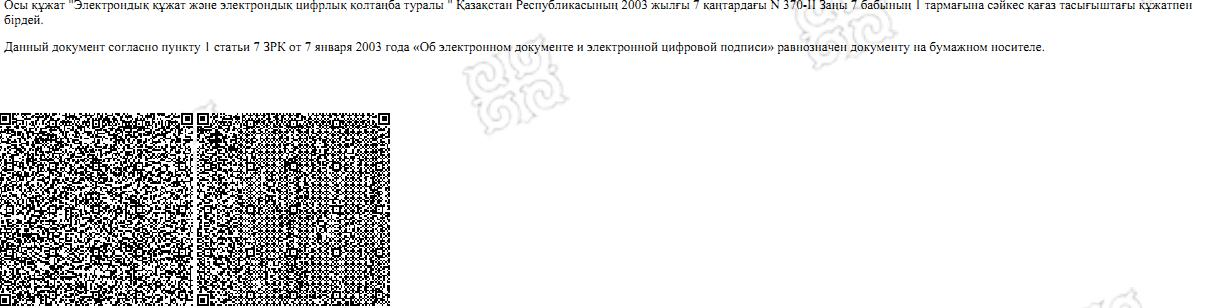 Осы құжат "Электрондық құжат және электрондық цифрлық қолтаңба туралы " Қазақстан Республикасының 2003 жылғы 7 қаңтардағы N 370-II Заңы 7 бабының 1 тармағына сәйкес қағаз тасығыштағы құжатпен
бірдей.
Данный документ согласно пункту 1 статьи 7 ЗРК от 7 января 2003 года «Об электронном документе и электронной цифровой подписи» равнозначен документу на бумажном носителе.